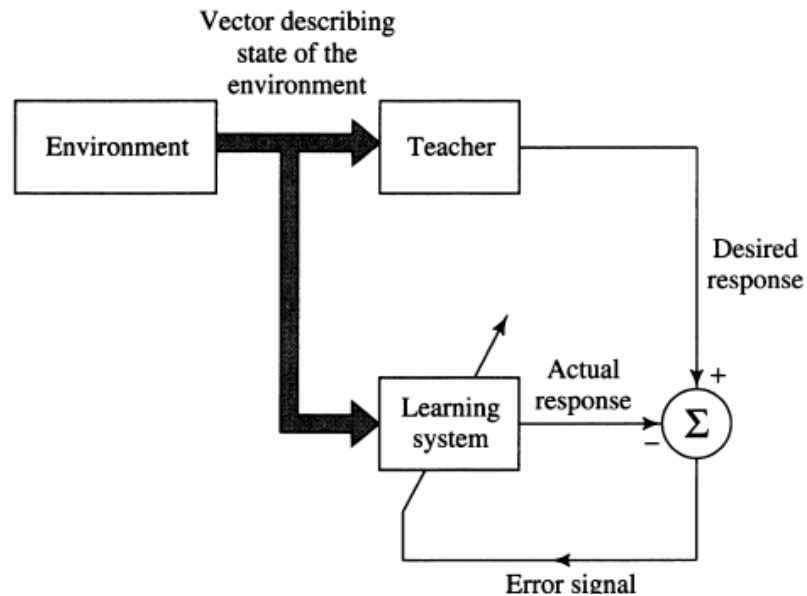 Vector describing
state of the
environment
Environment
Teacher
Desired
response
Learning
system
Actual
response
+
−
Σ
Error signal